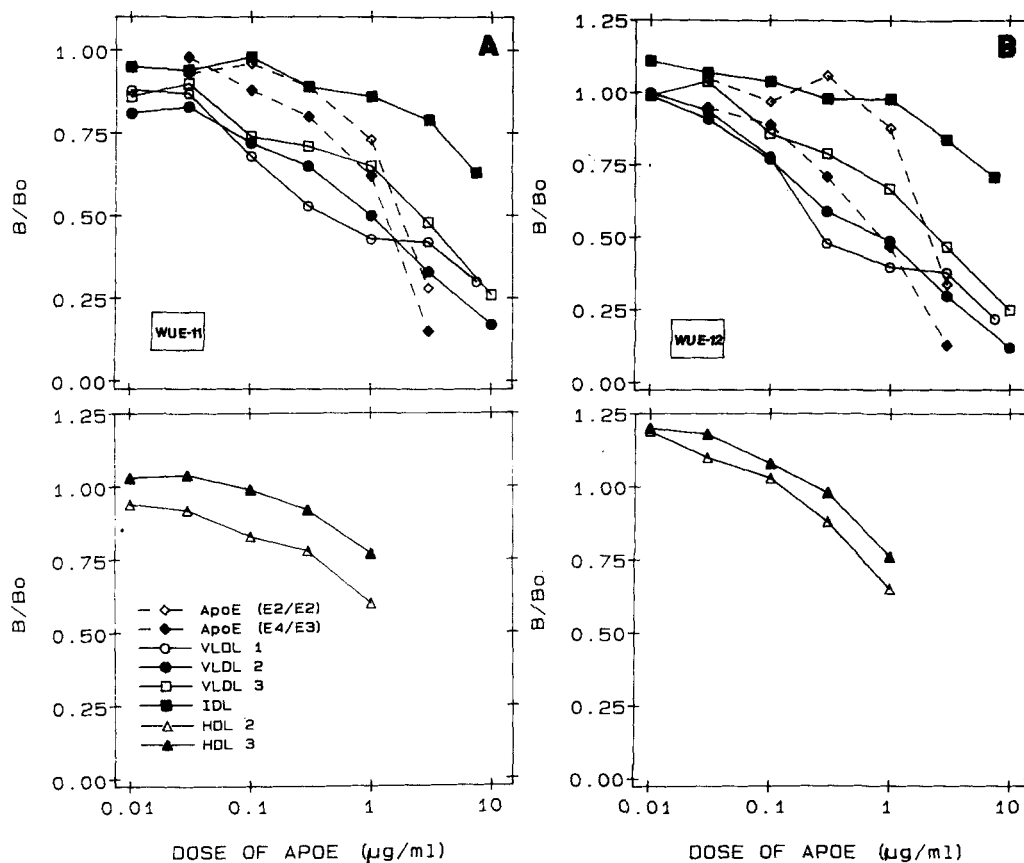 A
1.00
0.75
0.50
0.25
0.00
B/Bo
WUE-11
B
1.25
1.00
0.75
0.50
0.25
0.00
B/Bo
WUE-12
1.25
1.00
0.75
0.50
0.25
0.00
B/Bo
ApoE (E2/E2)
ApoE (E4/E3)
VLDL 1
VLDL 2
VLDL 3
IDL
HDL 2
HDL 3
0.01 0.1 1 10
DOSE OF APOE (μg/ml)
1.25
1.00
0.75
0.50
0.25
0.00
B/Bo.
0.01 0.1 1 10
DOSE OF APOE (μg/ml)